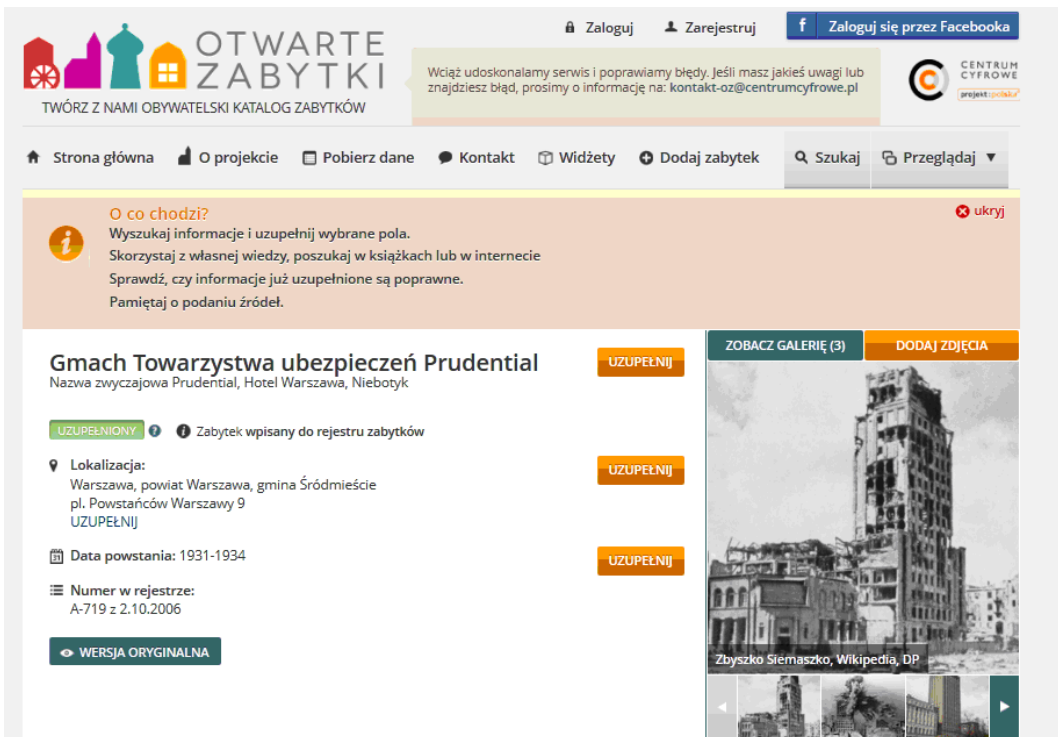 Zaloguj
Zarejestruj
f Zaloguj się przez Facebooka
OTWARTE
ZABYTKI
TWÓRZ Z NAMI OBYWATELSKI KATALOG ZABYTKÓW
Wciąż udoskonalamy serwis i poprawiamy błędy. Jeśli masz jakieś uwagi lub
znajdziesz błąd, prosimy o informację na: kontakt-oz@centrumcyfrowe.pl
CENTRUM
CYFROWE
projekt: polska
Strona główna
O projekcie
Pobierz dane
Kontakt
Widżety
Dodaj zabytek
Szukaj
Przeglądaj ▼
O co chodzi?
ukryj
Wyszukaj informacje i uzupełnij wybrane pola.
Skorzystaj z własnej wiedzy, poszukaj w książkach lub w internecie
Sprawdź, czy informacje już uzupełnione są poprawne.
Pamiętaj o podaniu źródeł.
Gmach Towarzystwa ubezpieczeń Prudential
UZUPEŁNIJ
Nazwa zwyczajowa Prudential, Hotel Warszawa, Niebotyk
UZUPEŁNIONY ? i Zabytek wpisany do rejestru zabytków
Lokalizacja:
UZUPEŁNIJ
Warszawa, powiat Warszawa, gmina Śródmieście
pl. Powstańców Warszawy 9
UZUPEŁNIJ
31 Data powstania: 1931-1934
UZUPEŁNIJ
Numer w rejestrze:
A-719 z 2.10.2006
WERSJA ORYGINALNA
ZOBACZ GALERIĘ (3)
DODAJ ZDJĘCIA
Zbyszko Siemaszko, Wikipedia, DP